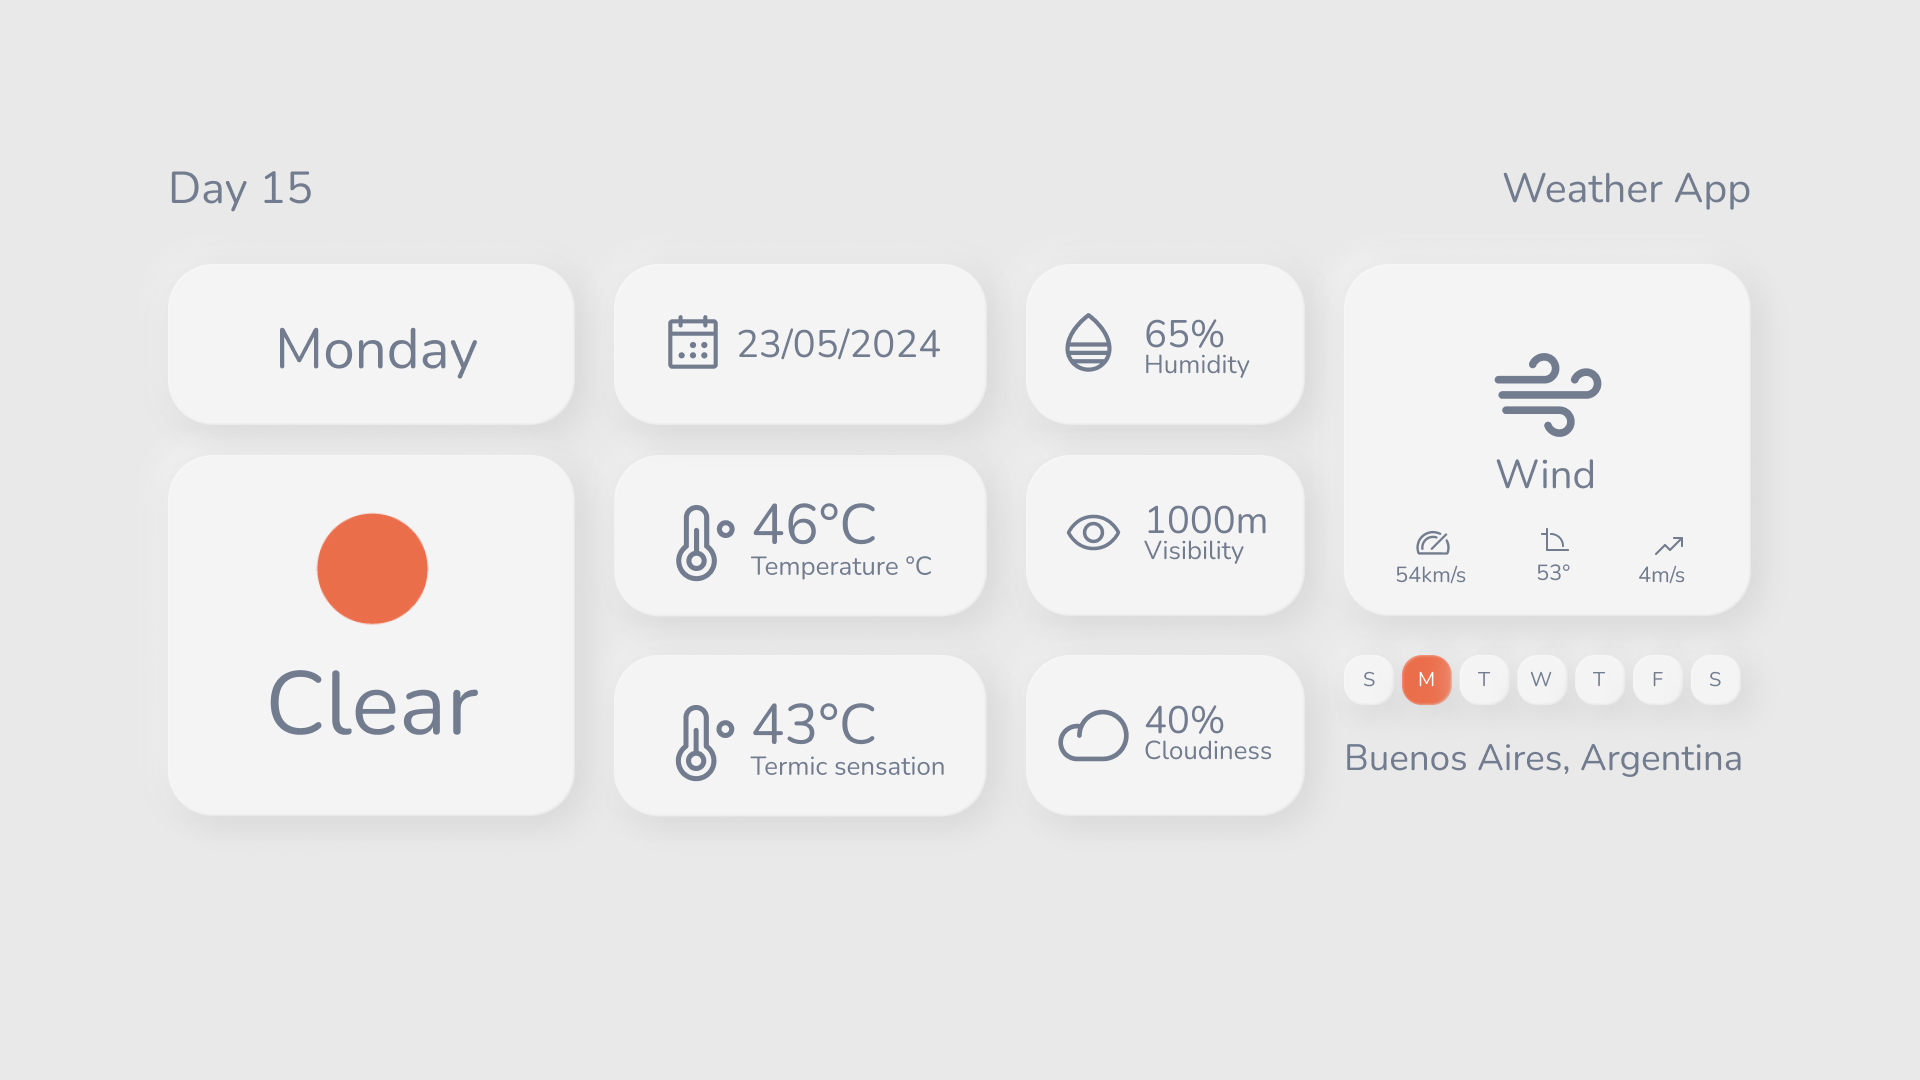 Day 15
Weather App
Monday
23/05/2024
65%
Humidity
Clear
46°C
Temperature °C
1000m
Visibility
Wind
54km/s
53°
4m/s
43°C
Termic sensation
40%
Cloudiness
S M T W T F S
Buenos Aires, Argentina